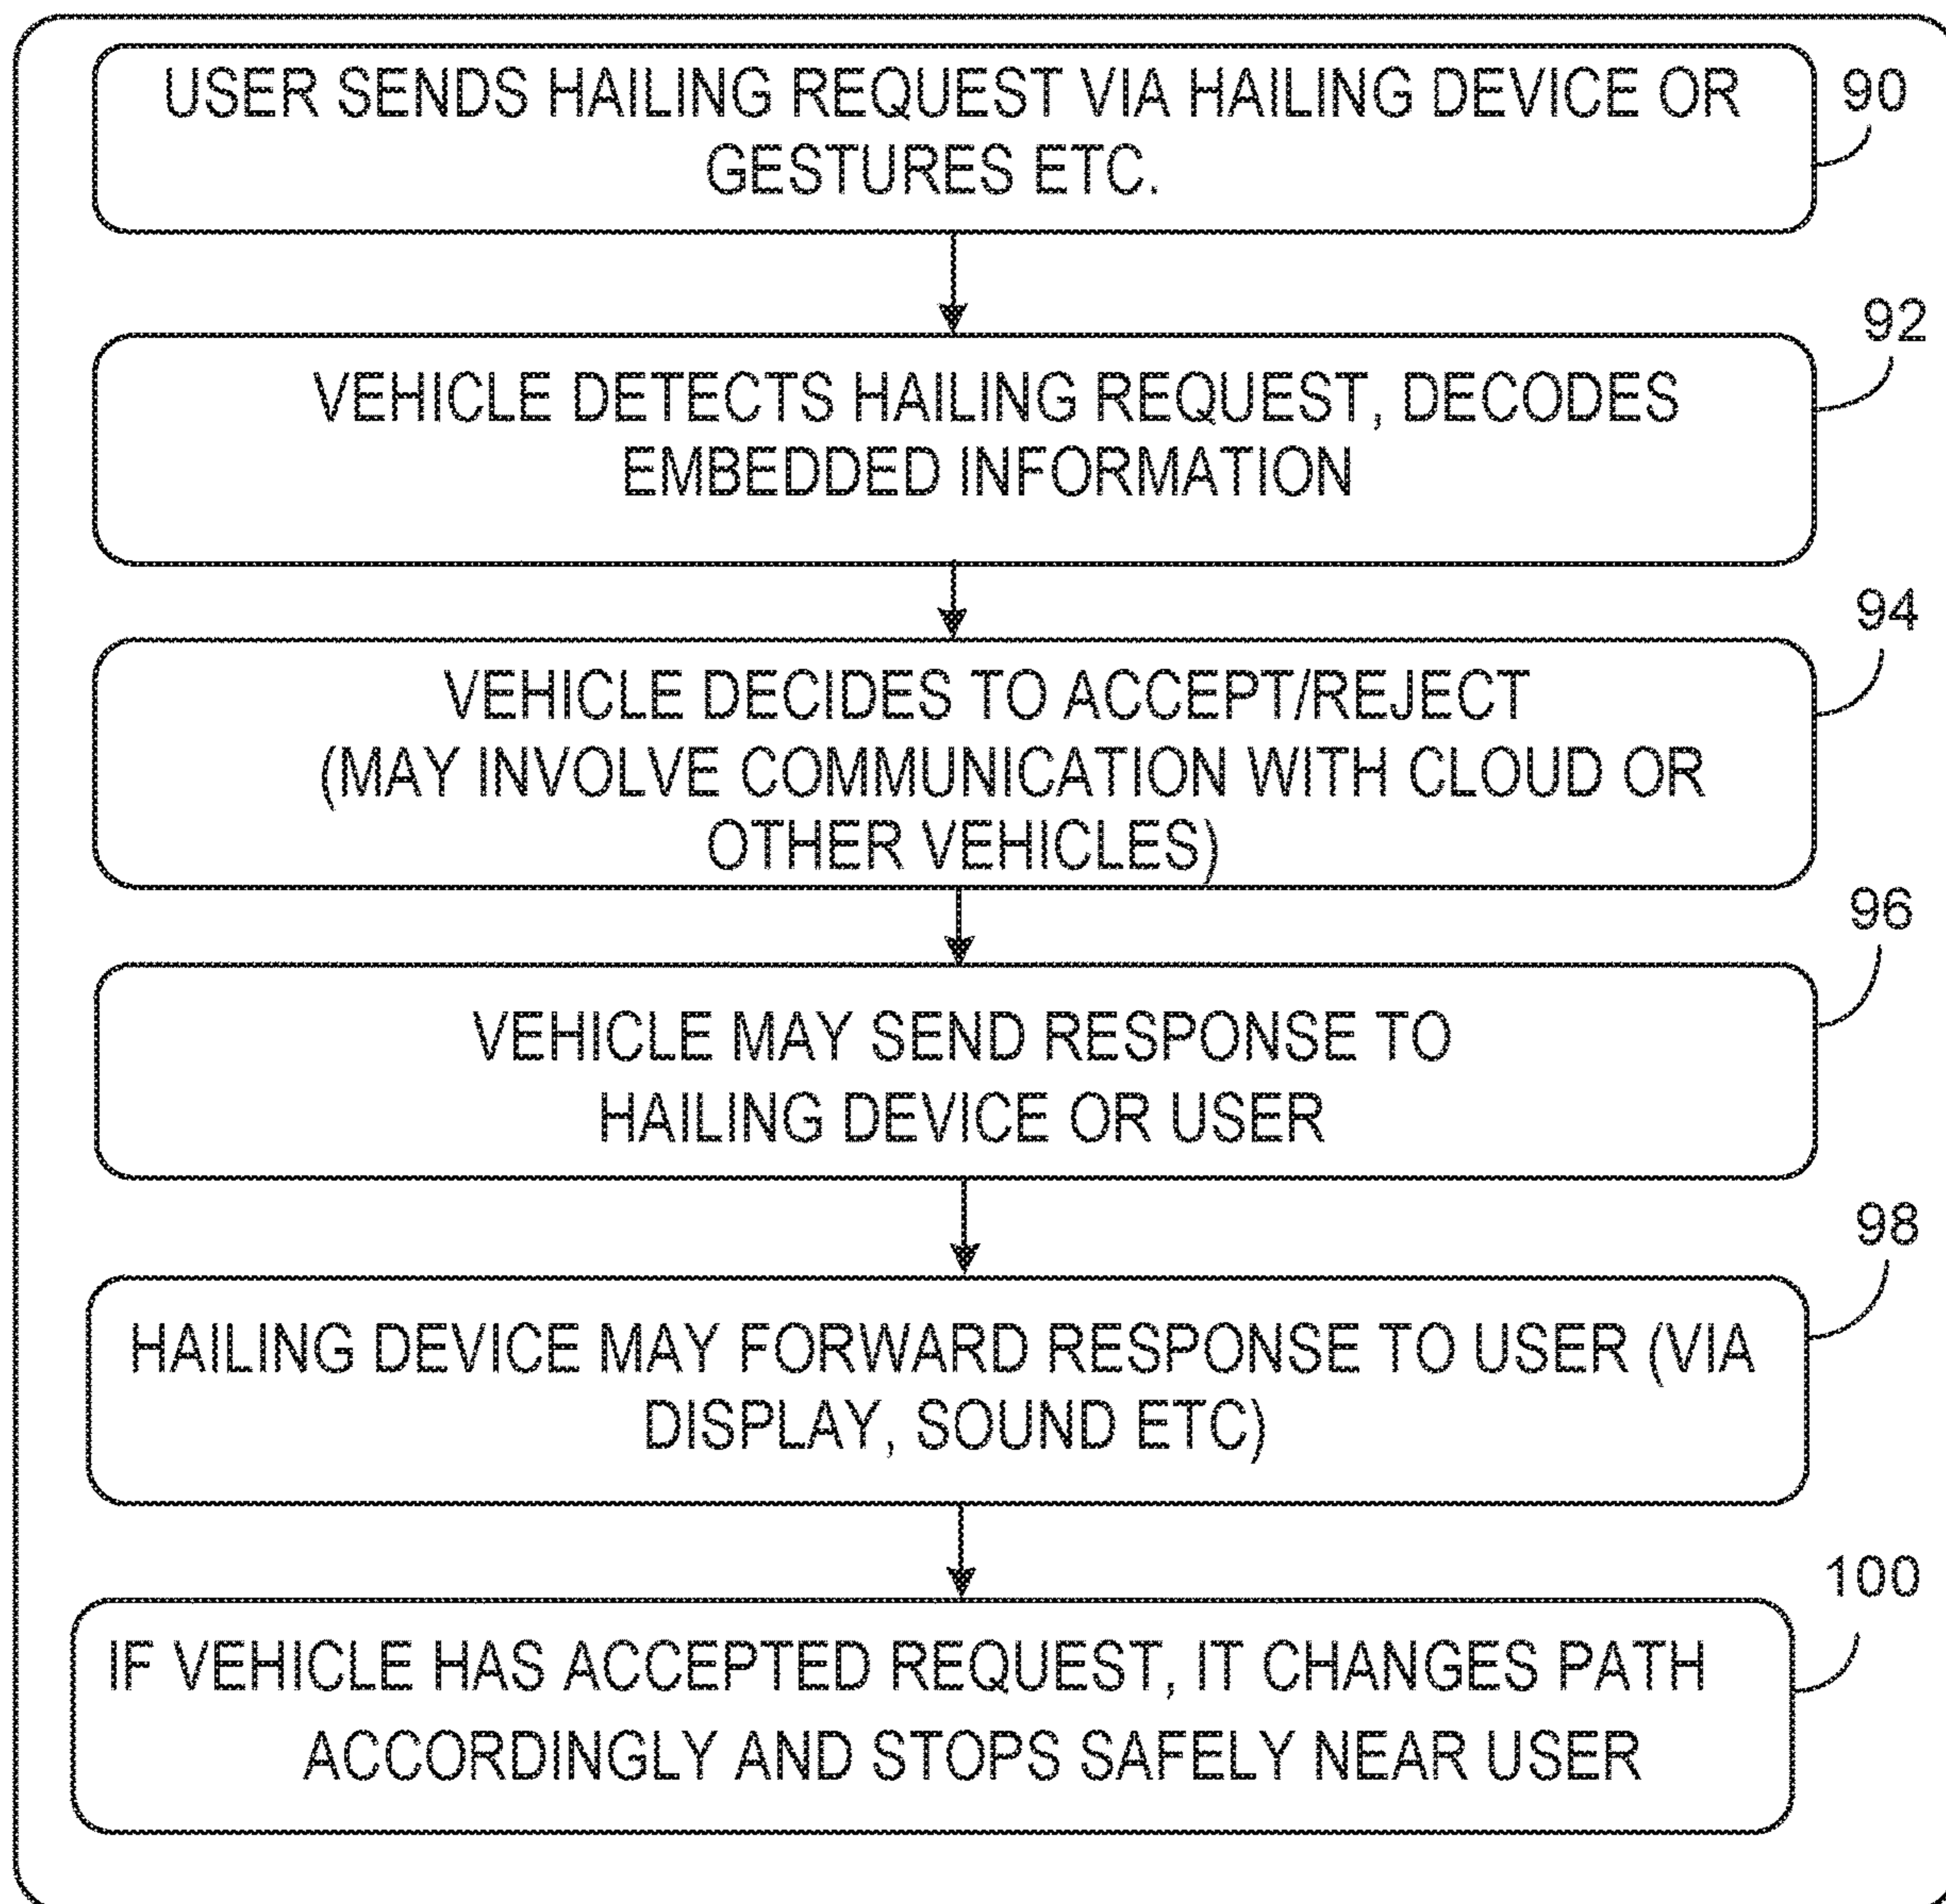 USER SENDS HAILING REQUEST VIA HAILING DEVICE OR
GESTURES ETC.
90
VEHICLE DETECTS HAILING REQUEST, DECODES
EMBEDDED INFORMATION
92
VEHICLE DECIDES TO ACCEPT/REJECT
(MAY INVOLVE COMMUNICATION WITH CLOUD OR
OTHER VEHICLES)
94
VEHICLE MAY SEND RESPONSE TO
HAILING DEVICE OR USER
96
HAILING DEVICE MAY FORWARD RESPONSE TO USER (VIA
DISPLAY, SOUND ETC)
98
IF VEHICLE HAS ACCEPTED REQUEST, IT CHANGES PATH
ACCORDINGLY AND STOPS SAFELY NEAR USER
100